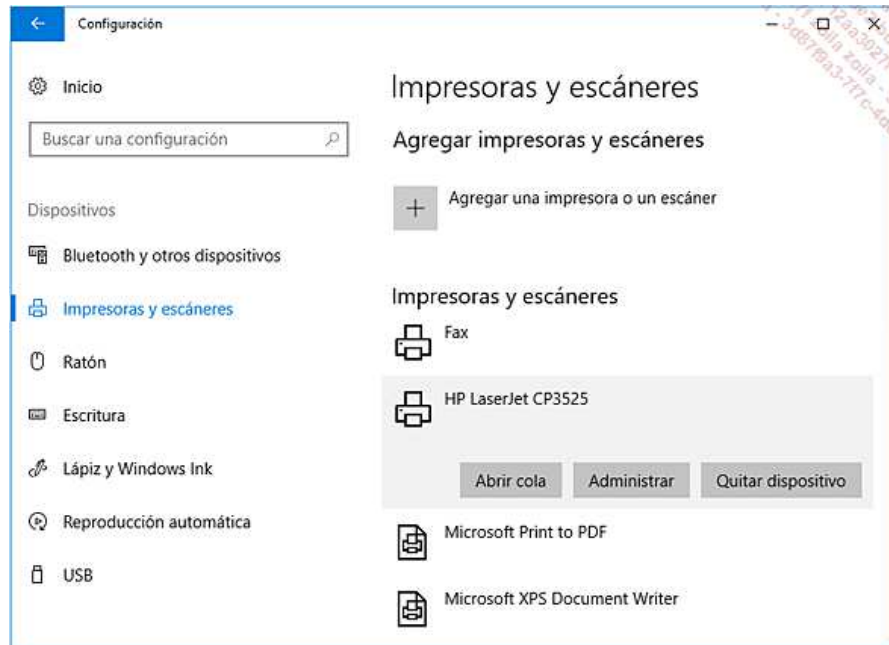 Configuración
Inicio
Buscar una configuración
Dispositivos
Bluetooth y otros dispositivos
Impresoras y escáneres
Ratón
Escritura
Lápiz y Windows Ink
Reproducción automática
USB
Impresoras y escáneres
Agregar impresoras y escáneres
Agregar una impresora o un escáner
Impresoras y escáneres
Fax
HP LaserJet CP3525
Abrir cola Administrar Quitar dispositivo
Microsoft Print to PDF
Microsoft XPS Document Writer